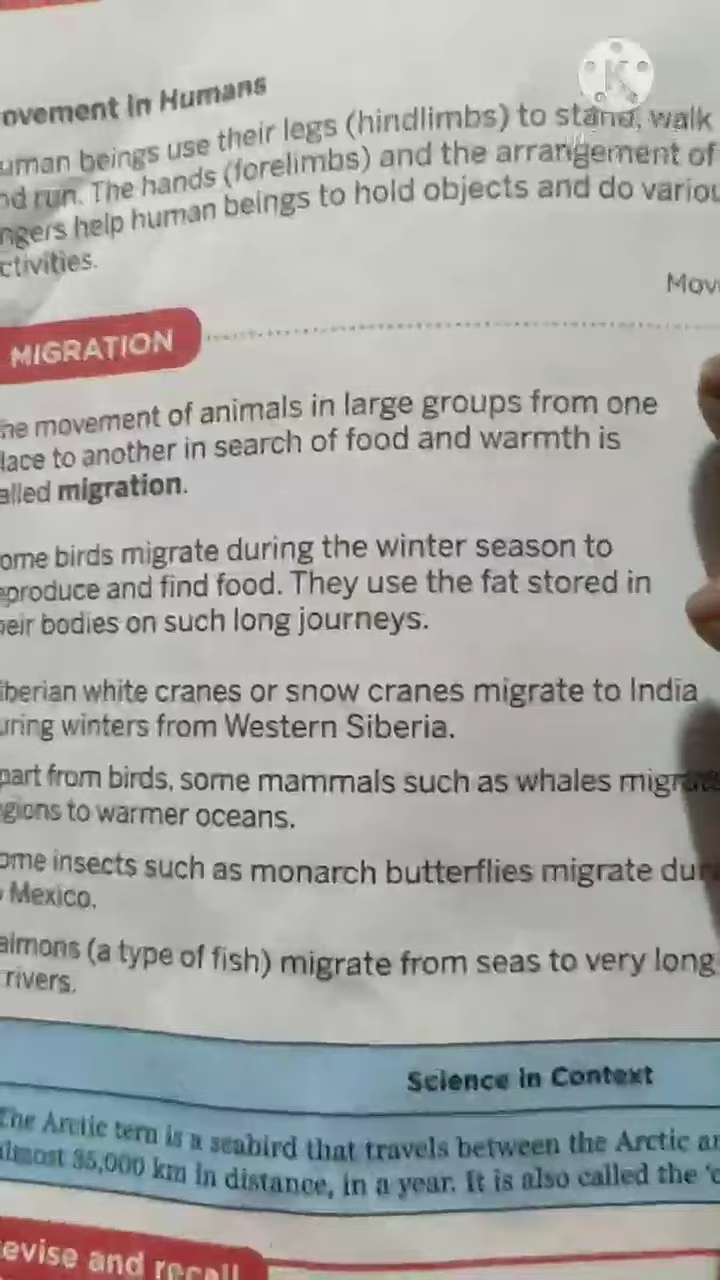 ovement in Humans
uman beings use their legs (hindlimbs) to stand, walk
nd run. The hands (forelimbs) and the arrangement of
ngers help human beings to hold objects and do variou
ctivities.
Mov
MIGRATION
he movement of animals in large groups from one
lace to another in search of food and warmth is
alled migration.
ome birds migrate during the winter season to
eproduce and find food. They use the fat stored in
heir bodies on such long journeys.
iberian white cranes or snow cranes migrate to India
uring winters from Western Siberia.
part from birds, some mammals such as whales migrate
gions to warmer oceans.
ome insects such as monarch butterflies migrate dur
Mexico.
almons (a type of fish) migrate from seas to very long
rivers.
Science in Context
The Arctic tern is a seabird that travels between the Arctic an
almost 35,000 km in distance, in a year. It is also called the 'c
evise and recall
K